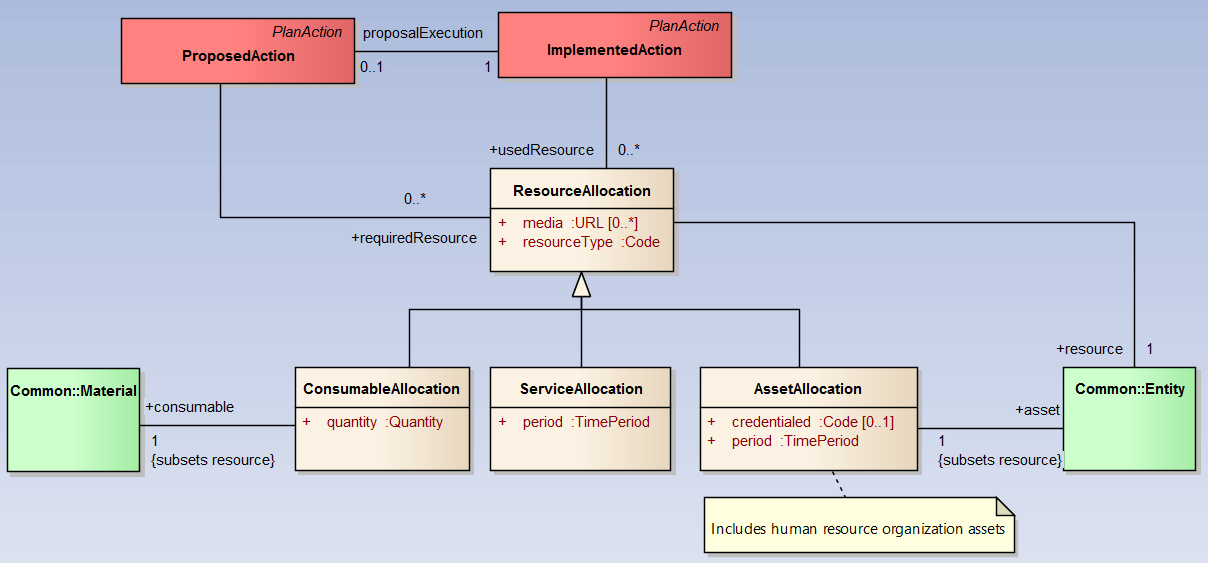 PlanAction
ProposedAction
proposalExecution
0..1
1
PlanAction
ImplementedAction
+usedResource
0..*
0..*
+requiredResource
ResourceAllocation
+ media :URL [0..*]
+ resourceType :Code
+resource
1
Common::Material
+consumable
1
{subsets resource}
ConsumableAllocation
+ quantity :Quantity
ServiceAllocation
+ period :TimePeriod
AssetAllocation
+ credentialed :Code [0..1]
+ period :TimePeriod
+asset
1
{subsets resource}
Common::Entity
Includes human resource organization assets